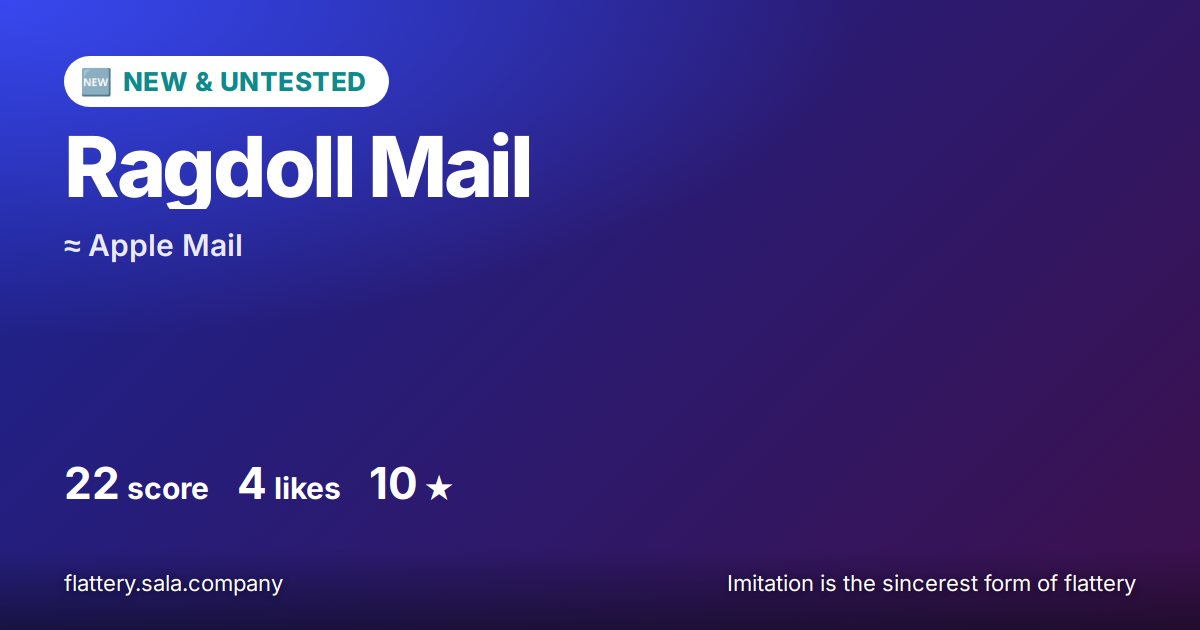 🆕 NEW & UNTESTED
Ragdoll Mail
≈ Apple Mail
22 score 4 likes 10 ★
flattery.sala.company
Imitation is the sincerest form of flattery